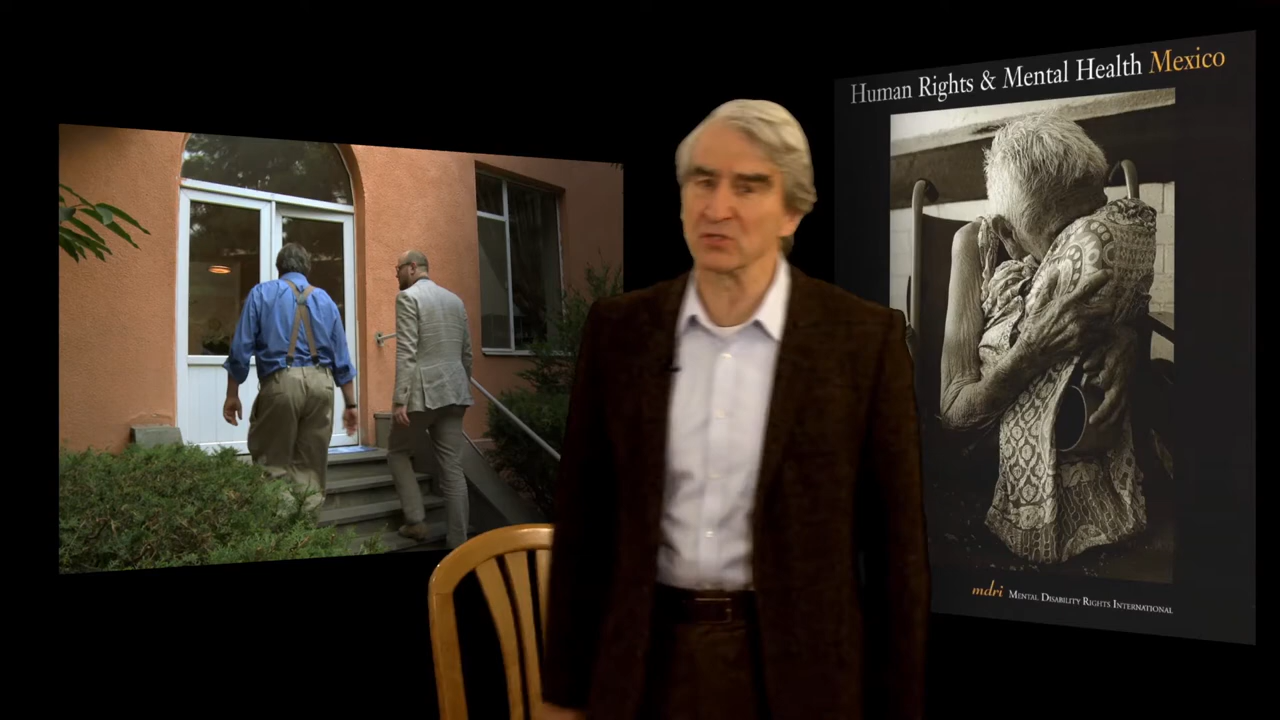 Human Rights & Mental Health Mexico
mdri MENTAL DISABILITY RIGHTS INTERNATIONAL